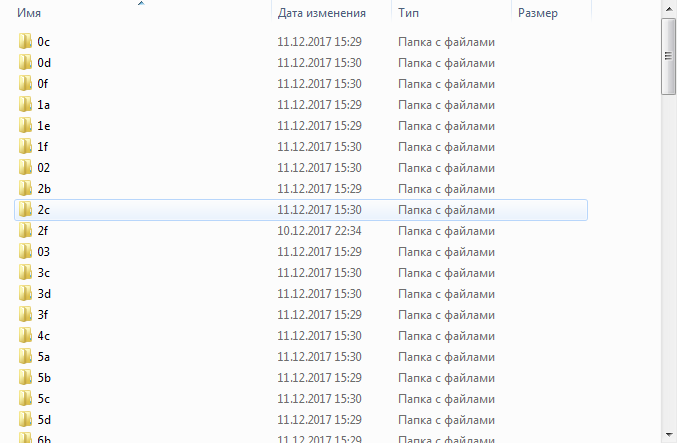 Имя Дата изменения Тип Размер
0c 11.12.2017 15:29 Папка с файлами
0d 11.12.2017 15:30 Папка с файлами
0f 11.12.2017 15:30 Папка с файлами
1a 11.12.2017 15:29 Папка с файлами
1e 11.12.2017 15:29 Папка с файлами
1f 11.12.2017 15:30 Папка с файлами
02 11.12.2017 15:30 Папка с файлами
2b 11.12.2017 15:29 Папка с файлами
2c 11.12.2017 15:30 Папка с файлами
2f 10.12.2017 22:34 Папка с файлами
03 11.12.2017 15:29 Папка с файлами
3c 11.12.2017 15:30 Папка с файлами
3d 11.12.2017 15:30 Папка с файлами
3f 11.12.2017 15:29 Папка с файлами
4c 11.12.2017 15:30 Папка с файлами
5a 11.12.2017 15:30 Папка с файлами
5b 11.12.2017 15:29 Папка с файлами
5c 11.12.2017 15:30 Папка с файлами
5d 11.12.2017 15:29 Папка с файлами
6b 11.12.2017 15:29 Папка с файлами